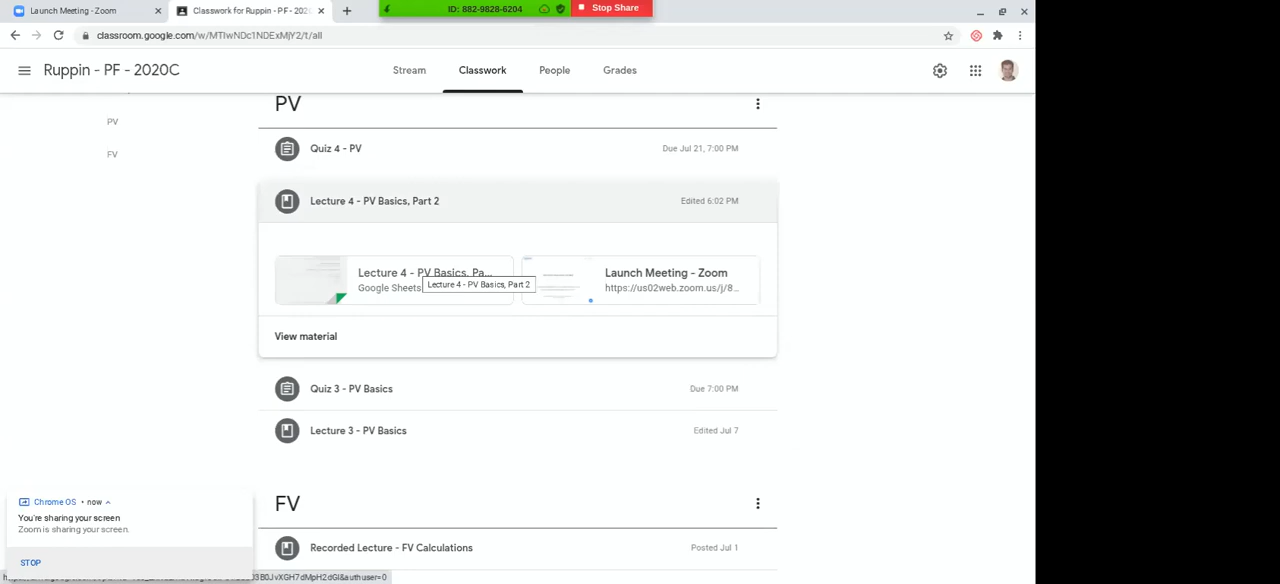 Launch Meeting - Zoom
Classwork for Ruppin - PF - 202
ID: 882-9828-6204
Stop Share
classroom.google.com/w/MTIwNDc1NDExMjY2/t/all
Ruppin - PF - 2020C
Stream
Classwork
People
Grades
PV
FV
PV
Quiz 4 - PV
Due Jul 21, 7:00 PM
Lecture 4 - PV Basics, Part 2
Edited 6:02 PM
Lecture 4 - PV Basics, Pa...
Google Sheets
Lecture 4 - PV Basics, Part 2
Launch Meeting - Zoom
https://us02web.zoom.us/j/8...
View material
Quiz 3 - PV Basics
Due 7:00 PM
Lecture 3 - PV Basics
Edited Jul 7
FV
Recorded Lecture - FV Calculations
Posted Jul 1
Chrome OS • now
You're sharing your screen
Zoom is sharing your screen.
STOP